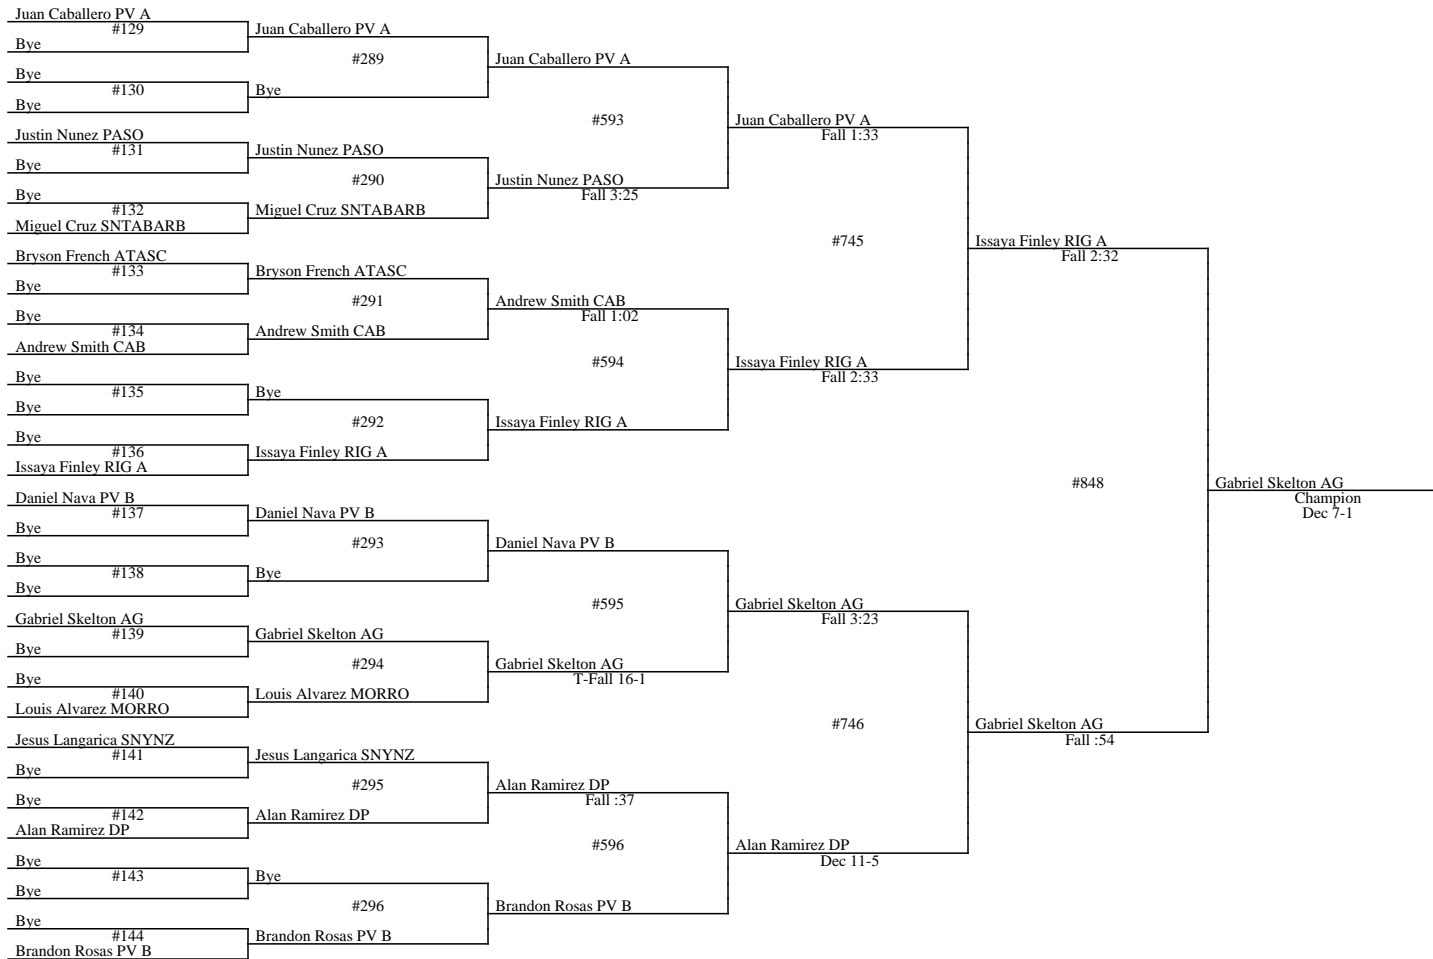 Juan Caballero PV A
#129
Bye
Bye
#130
Bye
Justin Nunez PASO
#131
Bye
Bye
#132
Miguel Cruz SNTABARB
Bryson French ATASC
#133
Bye
Bye
#134
Andrew Smith CAB
Bye
#135
Bye
Bye
#136
Issaya Finley RIG A
Daniel Nava PV B
#137
Bye
Bye
#138
Bye
Gabriel Skelton AG
#139
Bye
Bye
#140
Louis Alvarez MORRO
Jesus Langarica SNYNZ
#141
Bye
Bye
#142
Alan Ramirez DP
Bye
#143
Bye
Bye
#144
Brandon Rosas PV B
Juan Caballero PV A
#289
Bye
Justin Nunez PASO
#290
Miguel Cruz SNTABARB
Bryson French ATASC
#291
Andrew Smith CAB
Bye
#292
Issaya Finley RIG A
Daniel Nava PV B
#293
Bye
Gabriel Skelton AG
#294
Louis Alvarez MORRO
Jesus Langarica SNYNZ
#295
Alan Ramirez DP
Bye
#296
Brandon Rosas PV B
Juan Caballero PV A
#593
Justin Nunez PASO
Fall 3:25
Andrew Smith CAB
Fall 1:02
#594
Issaya Finley RIG A
Daniel Nava PV B
#595
Gabriel Skelton AG
T-Fall 16-1
Alan Ramirez DP
Fall :37
#596
Brandon Rosas PV B
Juan Caballero PV A
Fall 1:33
#745
Issaya Finley RIG A
Fall 2:33
Gabriel Skelton AG
Fall 3:23
#746
Alan Ramirez DP
Dec 11-5
Issaya Finley RIG A
Fall 2:32
#848
Gabriel Skelton AG
Fall :54
Gabriel Skelton AG
Champion
Dec 7-1